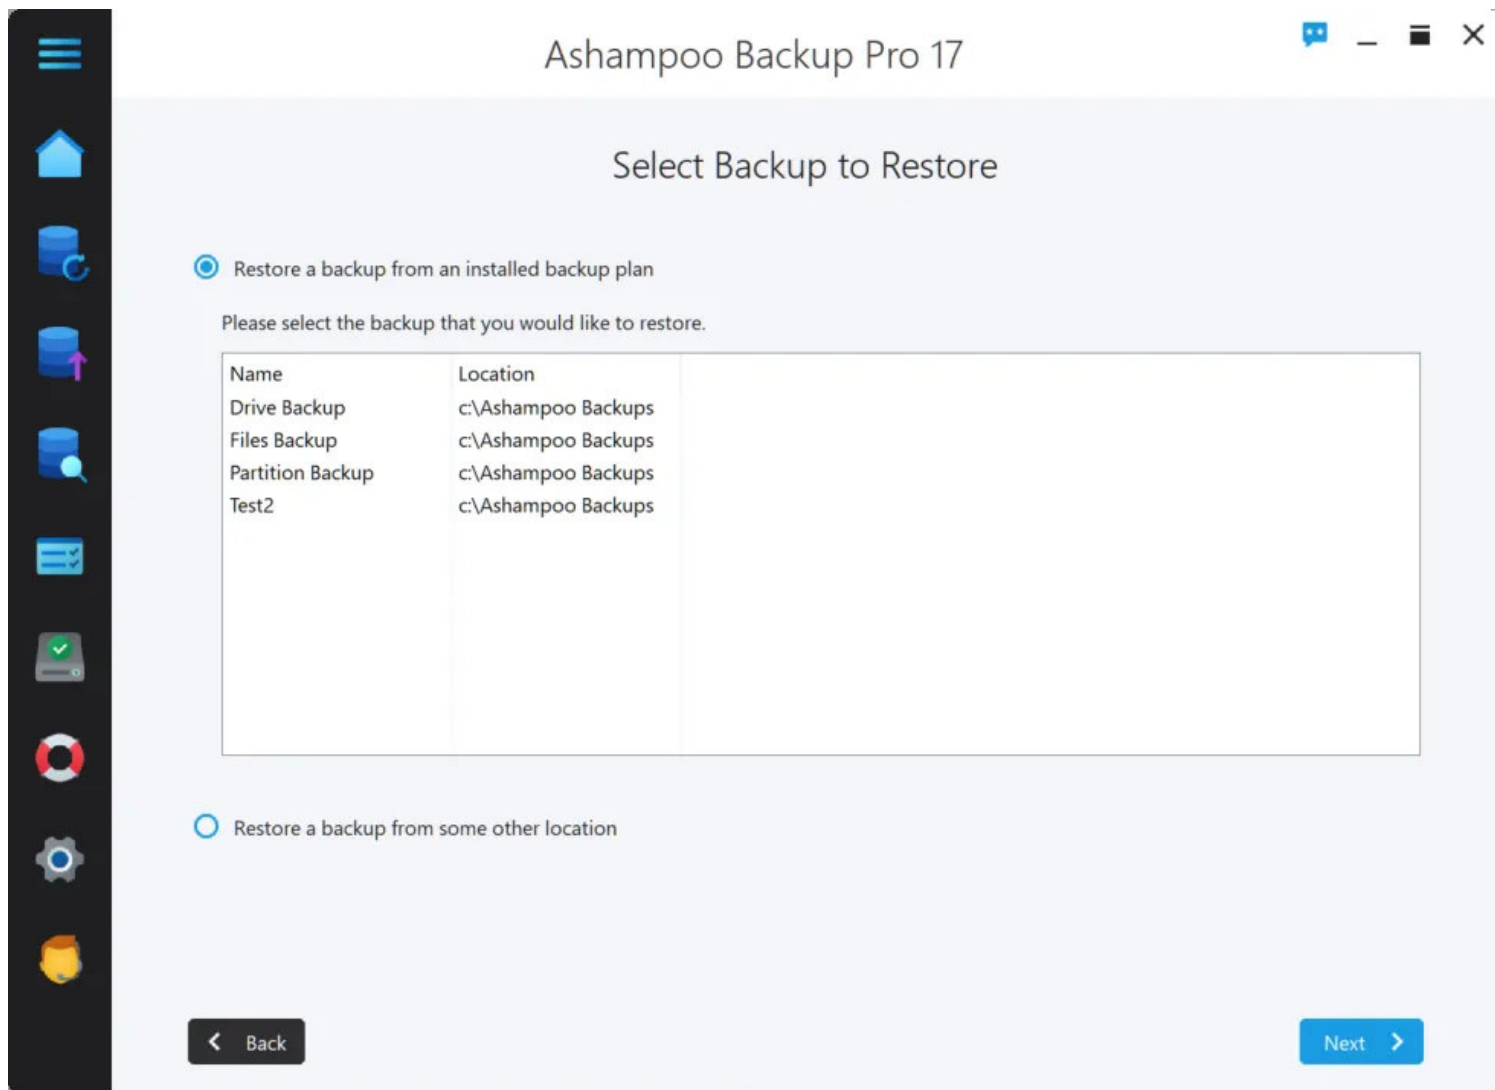 Ashampoo Backup Pro 17
Select Backup to Restore
Restore a backup from an installed backup plan
Please select the backup that you would like to restore.
Name Location
Drive Backup c:\Ashampoo Backups
Files Backup c:\Ashampoo Backups
Partition Backup c:\Ashampoo Backups
Test2 c:\Ashampoo Backups
Restore a backup from some other location
Back Next